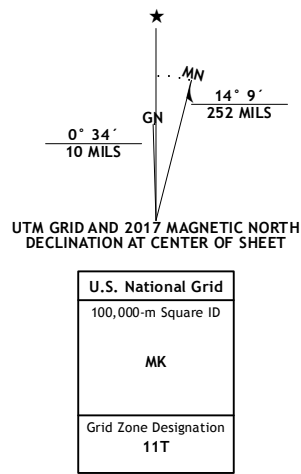 ★
MN
GN
14° 9´
252 MILS
0° 34´
10 MILS
UTM GRID AND 2017 MAGNETIC NORTH
DECLINATION AT CENTER OF SHEET
U.S. National Grid
100,000-m Square ID
MK
Grid Zone Designation
11T